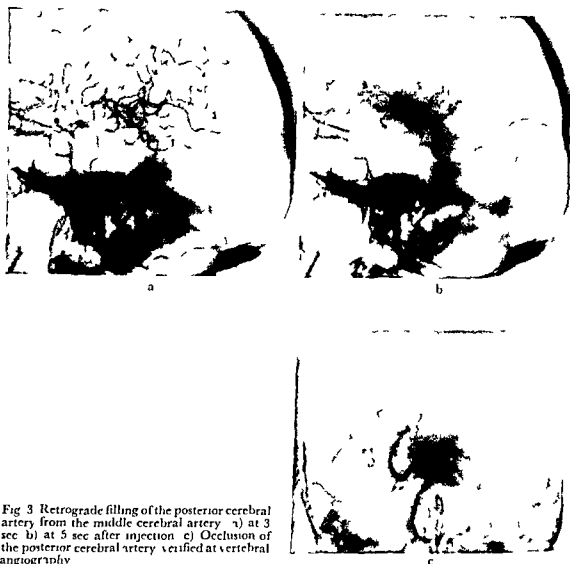 a
b
c
Fig 3 Retrograde filling of the posterior cerebral
artery from the middle cerebral artery a) at 3
sec b) at 5 sec after injection c) Occlusion of
the posterior cerebral artery verified at vertebral
angiography